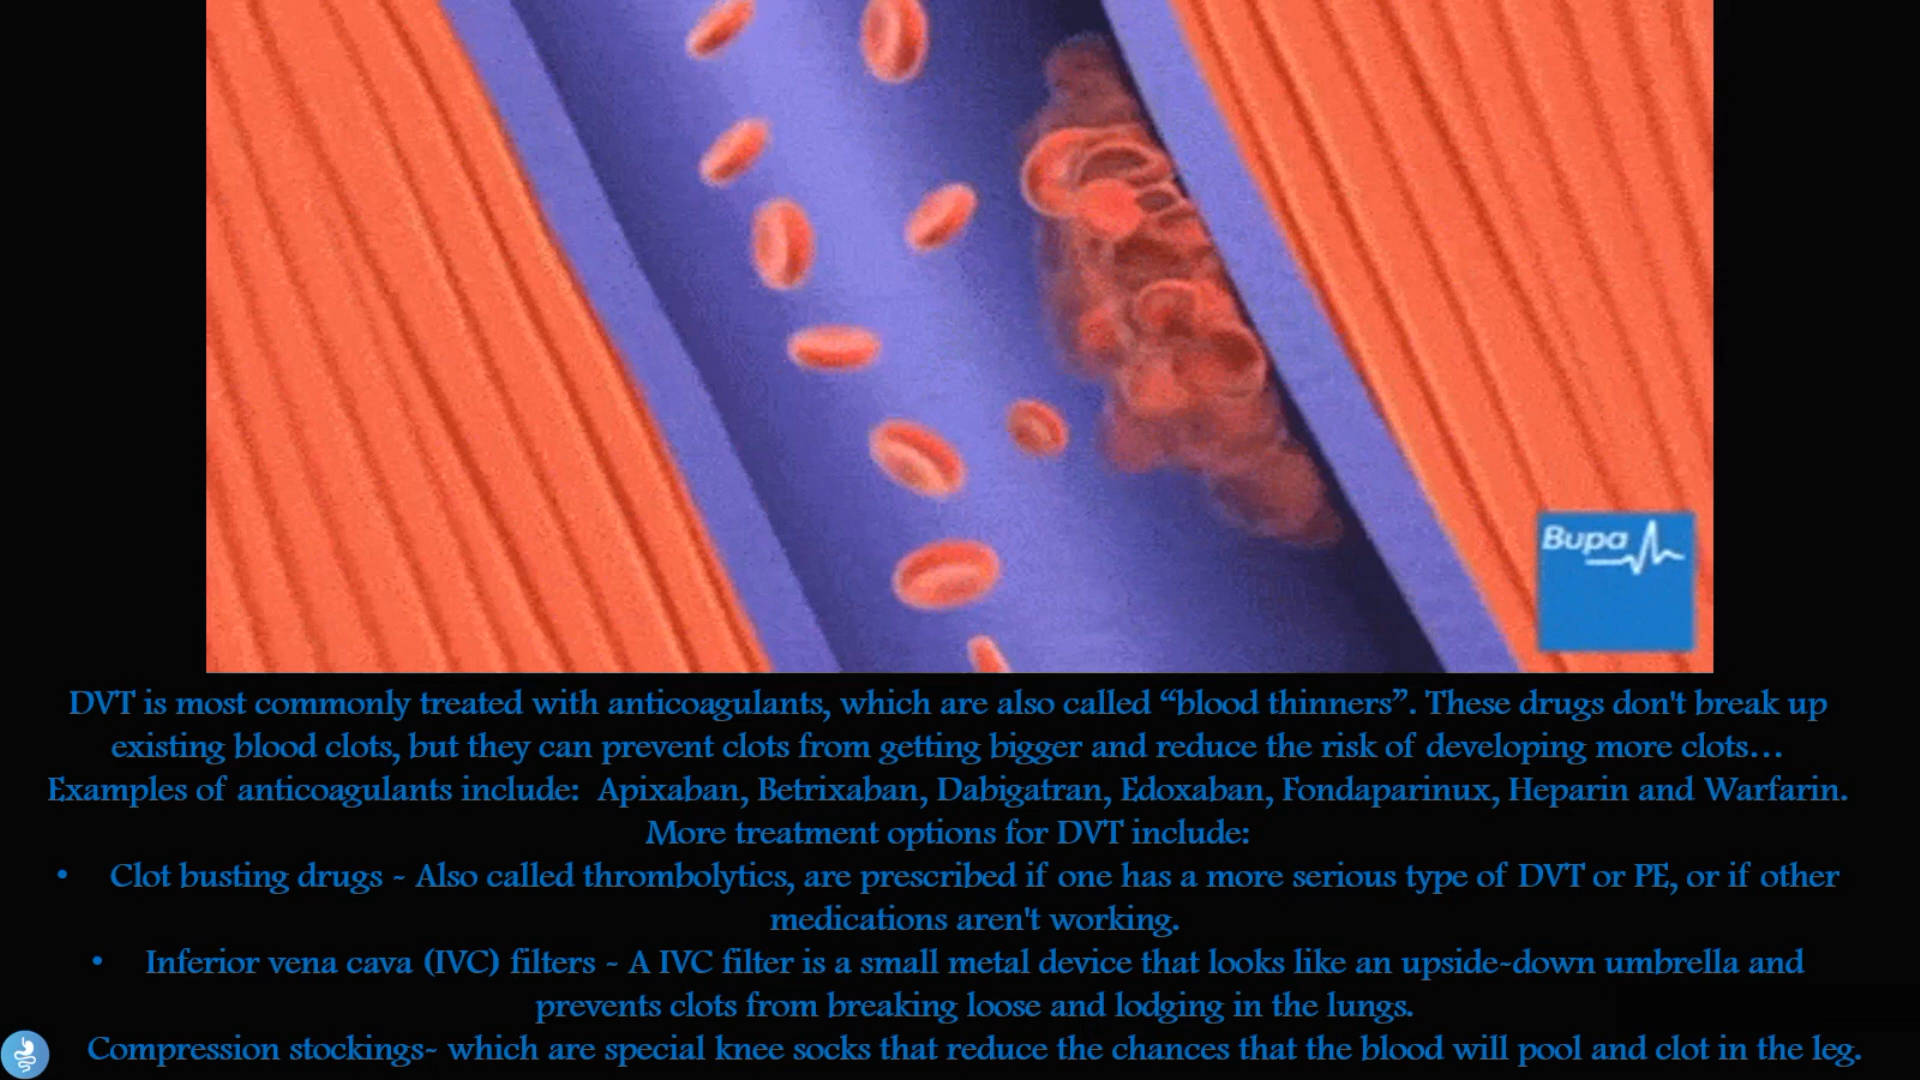 Bupa
DVT is most commonly treated with anticoagulants, which are also called “blood thinners”. These drugs don't break up
existing blood clots, but they can prevent clots from getting bigger and reduce the risk of developing more clots…
Examples of anticoagulants include:  Apixaban, Betrixaban, Dabigatran, Edoxaban, Fondaparinux, Heparin and Warfarin.
More treatment options for DVT include:
• Clot busting drugs ~ Also called thrombolytics, are prescribed if one has a more serious type of DVT or PE, or if other
medications aren't working.
• Inferior vena cava (IVC) filters ~ A IVC filter is a small metal device that looks like an upside~down umbrella and
prevents clots from breaking loose and lodging in the lungs.
Compression stockings~ which are special knee socks that reduce the chances that the blood will pool and clot in the leg.